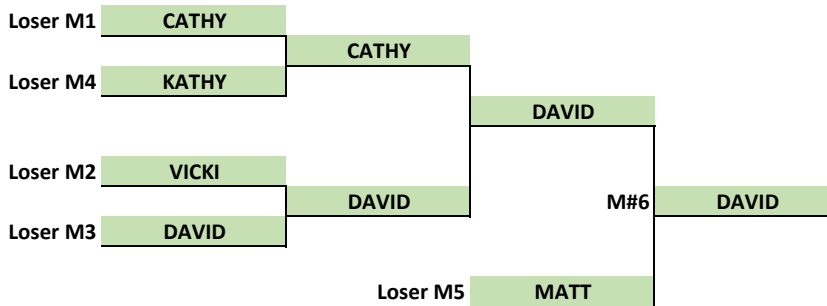 Loser M1 CATHY
CATHY
Loser M4 KATHY
DAVID
Loser M2 VICKI
DAVID M#6 DAVID
Loser M3 DAVID
Loser M5 MATT